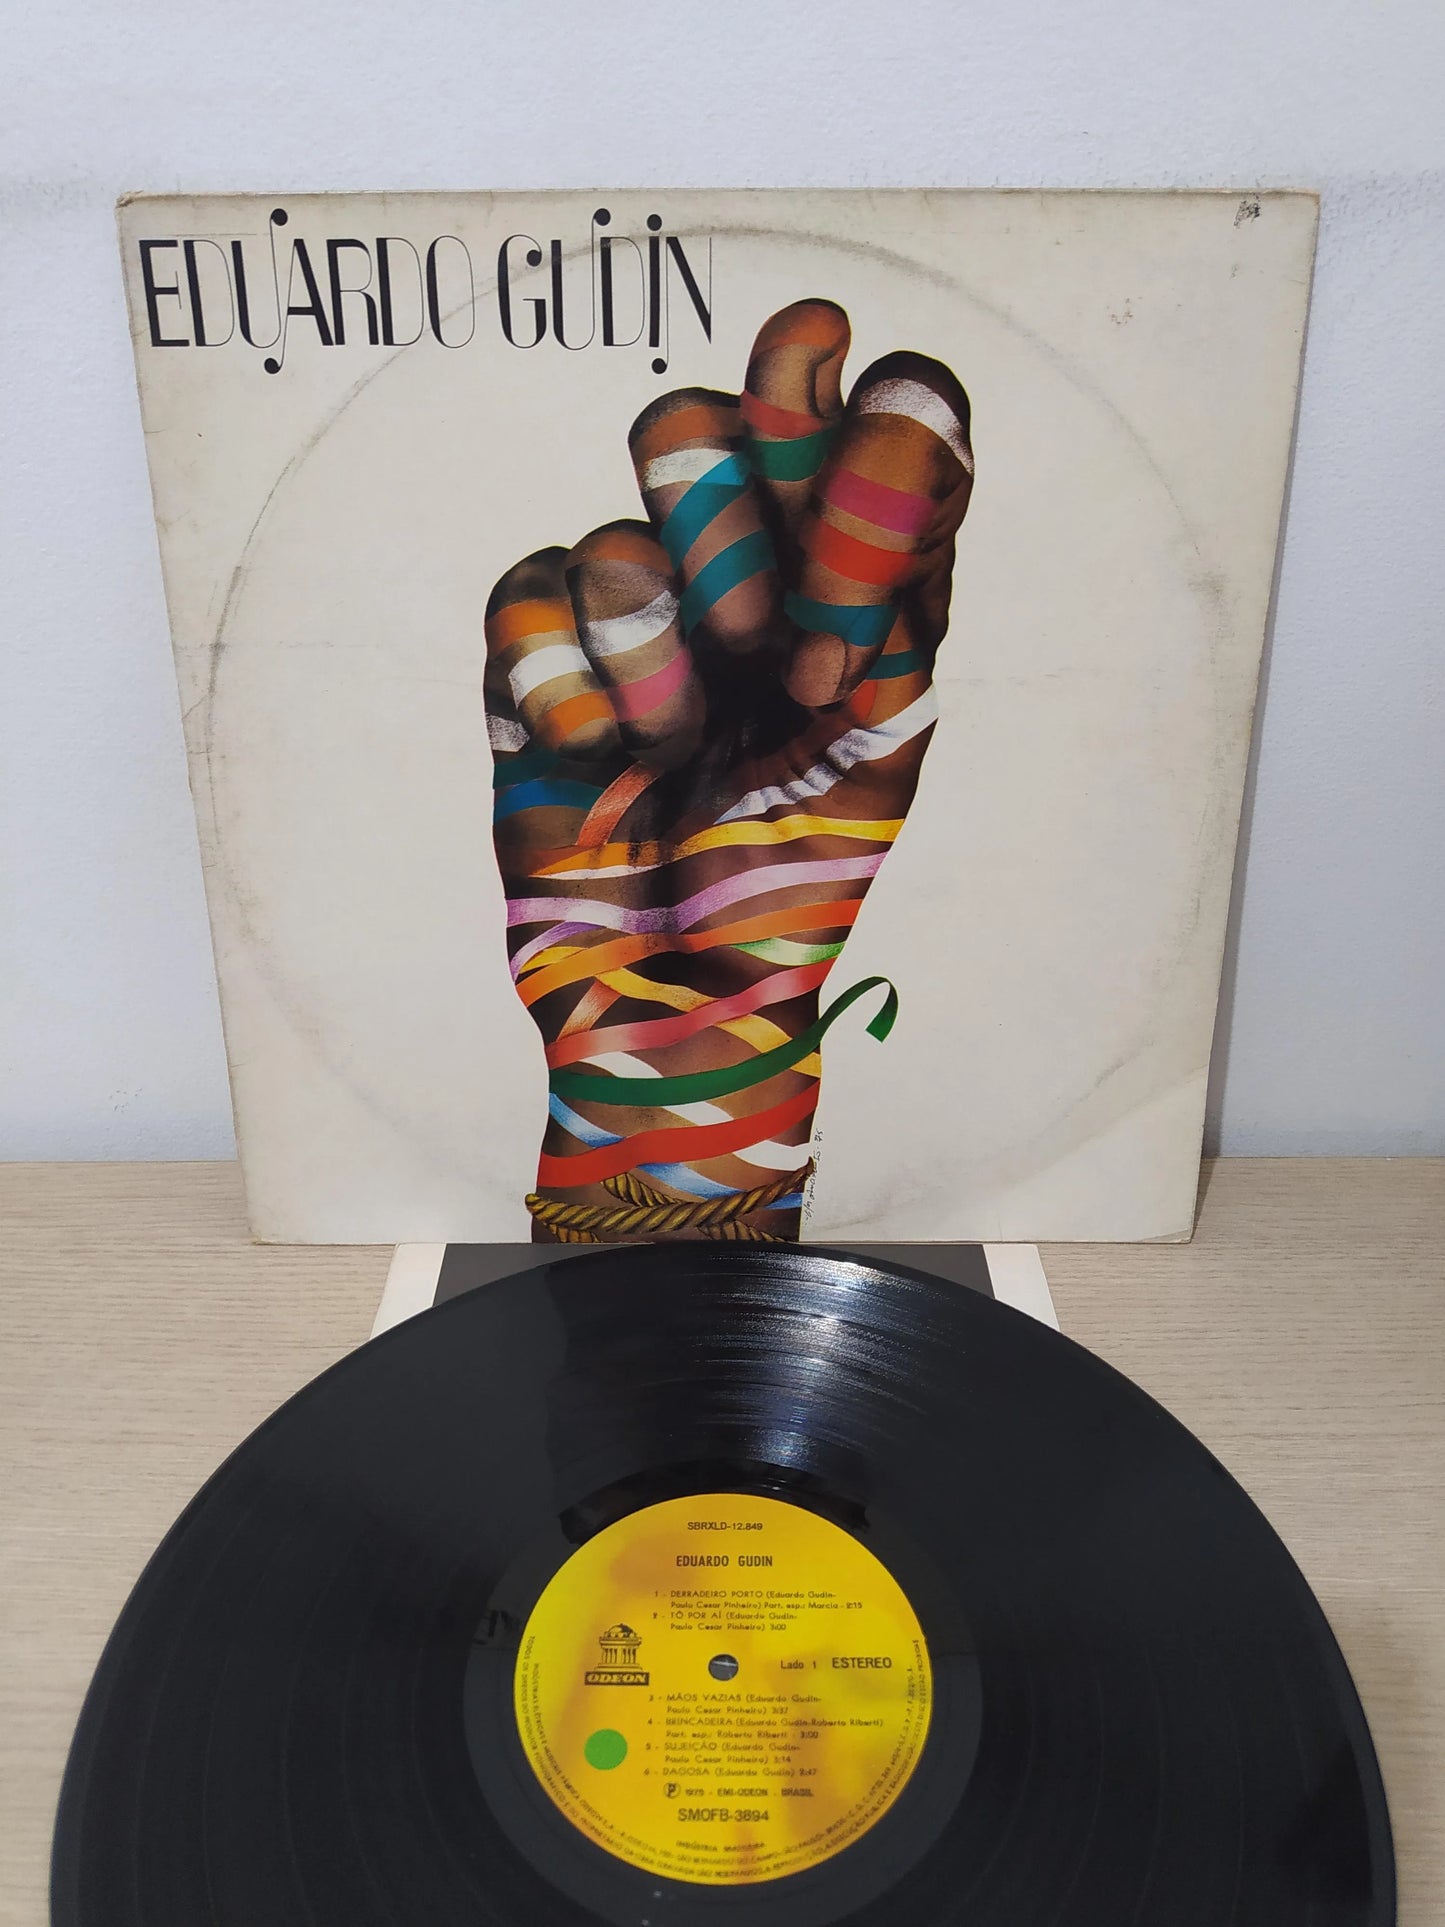 EDUARDO GUDIN
SBRXLD-12.849
EDUARDO GUDIN
1 - DERRADEIRO PORTO (Eduardo Gudin-
Paulo Cesar Pinheiro) Part. esp.: Marcia - 2:15
2 - TÔ POR AÍ (Eduardo Gudin-
Paulo Cesar Pinheiro) 3:00
ODEON
Lado 1 ESTEREO
3 - MÃOS VAZIAS (Eduardo Gudin-
Paulo Cesar Pinheiro) 3:37
4 - BRINCADEIRA (Eduardo Gudin-Roberto Riberti)
Part. esp.: Roberto Riberti - 3:00
5 - SUJEIÇÃO (Eduardo Gudin-
Paulo Cesar Pinheiro) 3:14
6 - DAGOSA (Eduardo Gudin) 2:47
Ⓟ 1975 - EMI-ODEON - BRASIL
SMOFB-3894
INDÚSTRIA BRASILEIRA